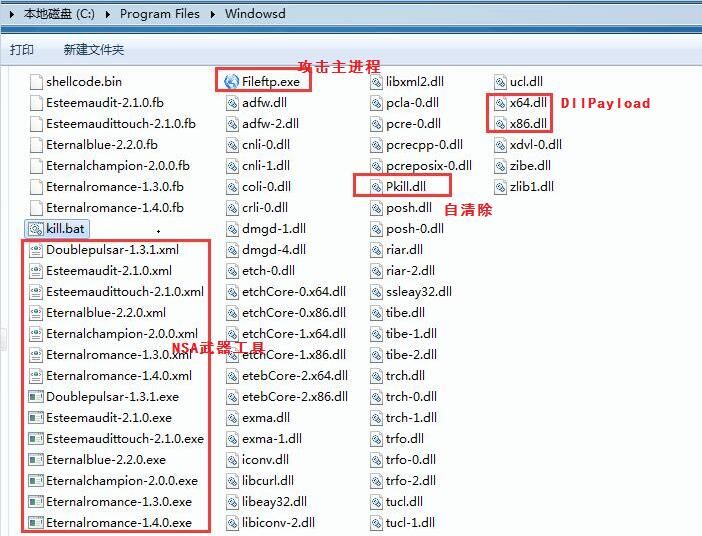 本地磁盘 (C:) Program Files Windowsd
打印 新建文件夹
攻击主进程
shellcode.bin
Esteemaudit-2.1.0.fb
Esteemaudittouch-2.1.0.fb
Eternalblue-2.2.0.fb
Eternalchampion-2.0.0.fb
Eternalromance-1.3.0.fb
Eternalromance-1.4.0.fb
kill.bat
Doublepulsar-1.3.1.xml
Esteemaudit-2.1.0.xml
Esteemaudittouch-2.1.0.xml
Eternalblue-2.2.0.xml
Eternalchampion-2.0.0.xml
Eternalromance-1.3.0.xml
Eternalromance-1.4.0.xml
Doublepulsar-1.3.1.exe
Esteemaudit-2.1.0.exe
Esteemaudittouch-2.1.0.exe
Eternalblue-2.2.0.exe
Eternalchampion-2.0.0.exe
Eternalromance-1.3.0.exe
Eternalromance-1.4.0.exe
NSA武器工具
Fileftp.exe
adfw.dll
adfw-2.dll
cnli-0.dll
cnli-1.dll
coli-0.dll
crli-0.dll
dmgd-1.dll
dmgd-4.dll
etch-0.dll
etchCore-0.x64.dll
etchCore-0.x86.dll
etchCore-1.x64.dll
etchCore-1.x86.dll
etebCore-2.x64.dll
etebCore-2.x86.dll
exma.dll
exma-1.dll
iconv.dll
libcurl.dll
libeay32.dll
libiconv-2.dll
libxml2.dll
pcla-0.dll
pcre-0.dll
pcrecpp-0.dll
pcreposix-0.dll
Pkill.dll
自清除
posh.dll
posh-0.dll
riar.dll
riar-2.dll
ssleay32.dll
tibe.dll
tibe-1.dll
tibe-2.dll
trch.dll
trch-0.dll
trch-1.dll
trfo.dll
trfo-0.dll
trfo-2.dll
tucl.dll
tucl-1.dll
ucl.dll
x64.dll
x86.dll
DllPayload
xdvl-0.dll
zibe.dll
zlib1.dll